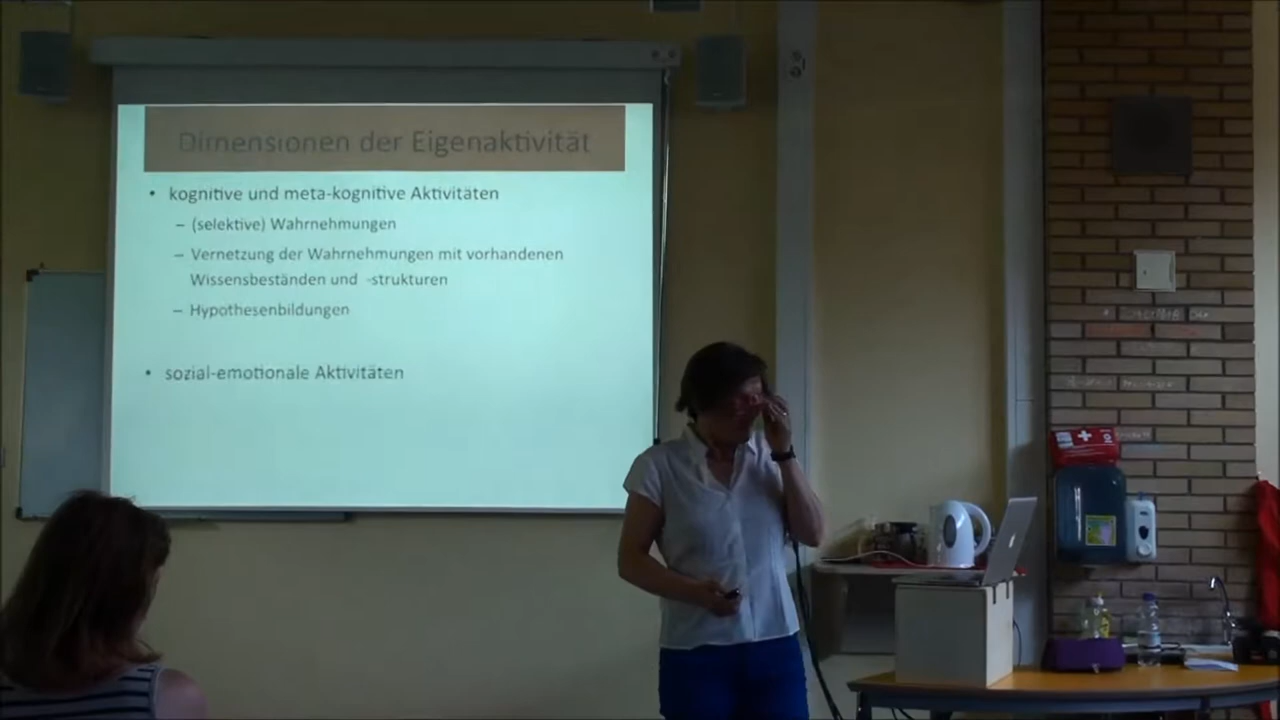 Dimensionen der Eigenaktivität
• kognitive und meta-kognitive Aktivitäten
– (selektive) Wahrnehmungen
– Vernetzung der Wahrnehmungen mit vorhandenen
Wissensbeständen und -strukturen
– Hypothesenbildungen
• sozial-emotionale Aktivitäten